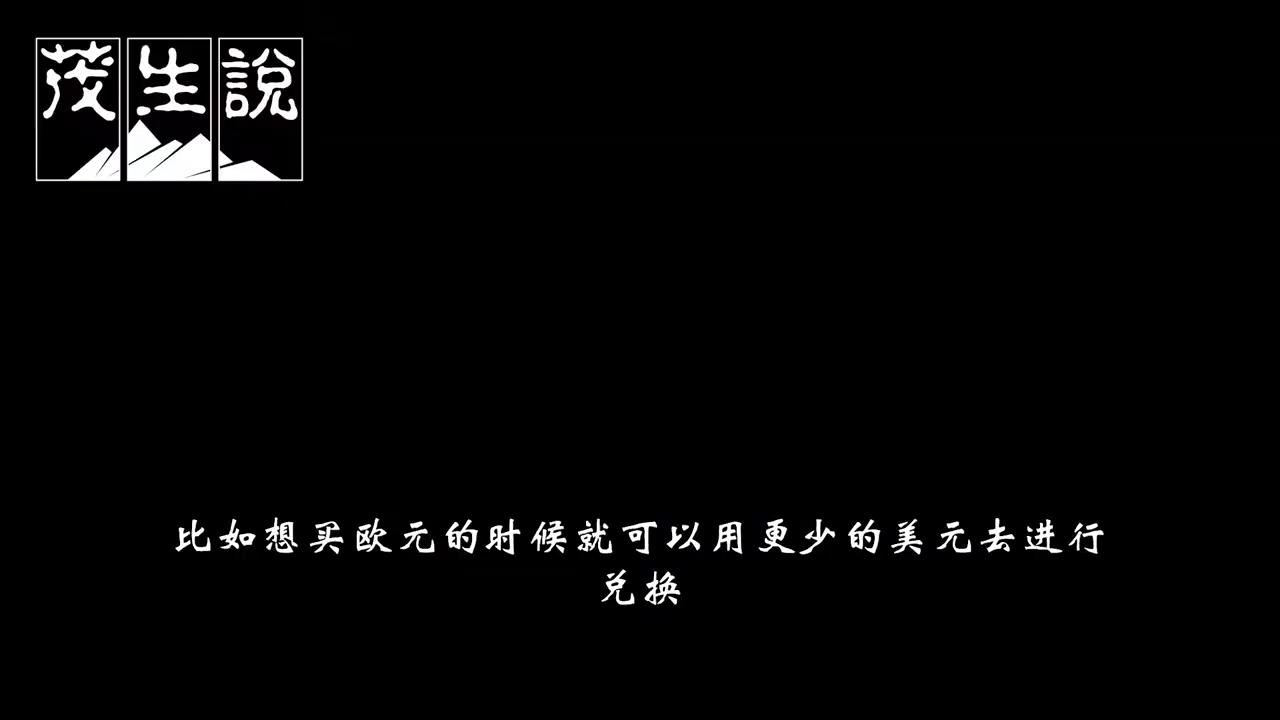 茂生說
比如想买欧元的时候就可以用更少的美元去进行
兑换